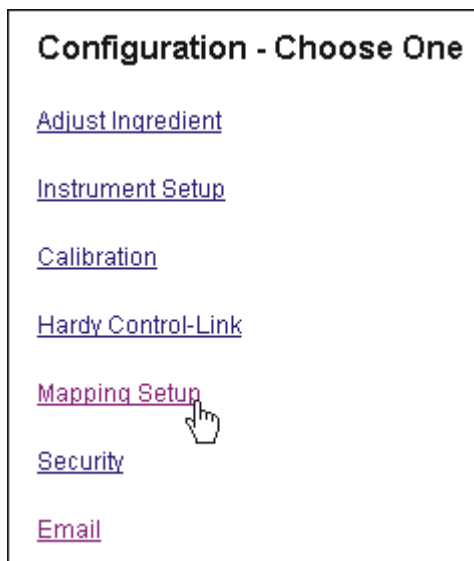 Configuration - Choose One
Adjust Ingredient
Instrument Setup
Calibration
Hardy Control-Link
Mapping Setup
Security
Email